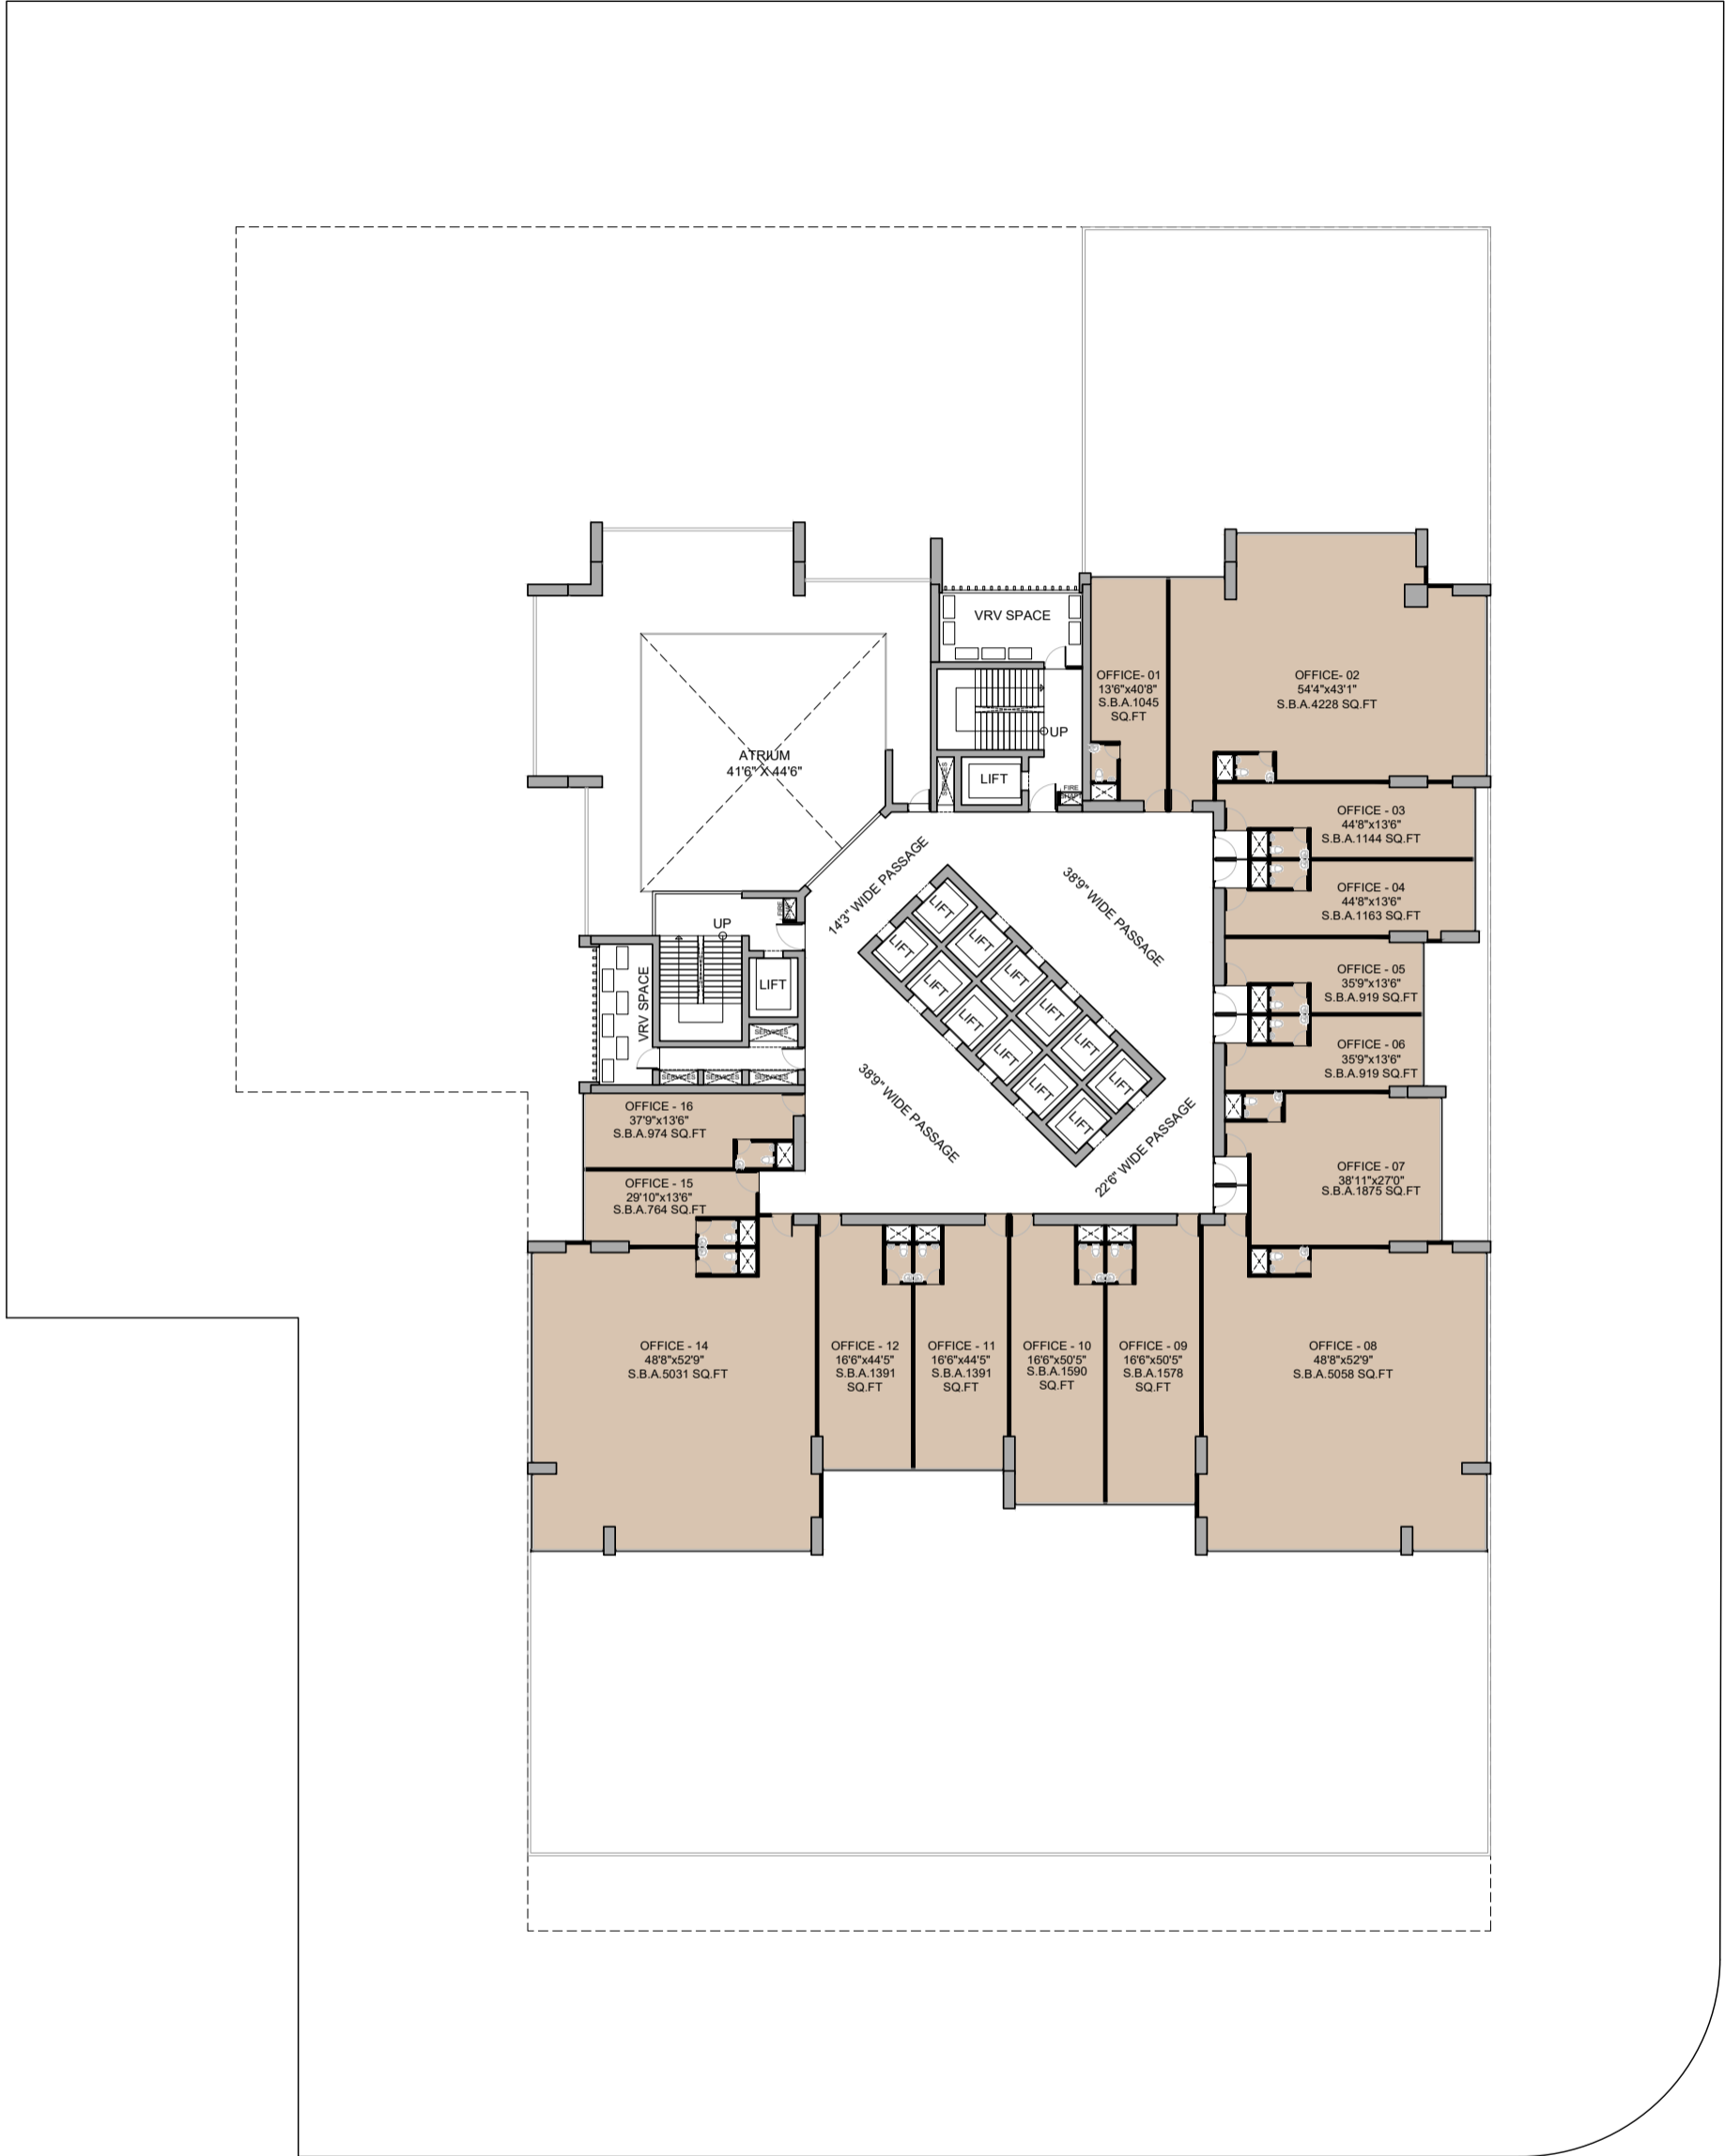 VRV SPACE
OFFICE- 01
13'6"x40'8"
S.B.A.1045
SQ.FT
OFFICE- 02
54'4"x43'1"
S.B.A.4228 SQ.FT
UP
ATRIUM
41'6" X 44'6"
SERVICES
LIFT
FIRE
OFFICE - 03
44'8"x13'6"
S.B.A.1144 SQ.FT
14'3" WIDE PASSAGE
38'9" WIDE PASSAGE
OFFICE - 04
44'8"x13'6"
S.B.A.1163 SQ.FT
FIRE
UP
LIFT
LIFT
LIFT
LIFT
LIFT
LIFT
LIFT
LIFT
LIFT
LIFT
LIFT
LIFT
LIFT
VRV SPACE
SERVICES
SERVICES
SERVICES
SERVICES
OFFICE - 05
35'9"x13'6"
S.B.A.919 SQ.FT
OFFICE - 06
35'9"x13'6"
S.B.A.919 SQ.FT
38'9" WIDE PASSAGE
22'6" WIDE PASSAGE
OFFICE - 16
37'9"x13'6"
S.B.A.974 SQ.FT
OFFICE - 07
38'11"x27'0"
S.B.A.1875 SQ.FT
OFFICE - 15
29'10"x13'6"
S.B.A.764 SQ.FT
OFFICE - 14
48'8"x52'9"
S.B.A.5031 SQ.FT
OFFICE - 12
16'6"x44'5"
S.B.A.1391
SQ.FT
OFFICE - 11
16'6"x44'5"
S.B.A.1391
SQ.FT
OFFICE - 10
16'6"x50'5"
S.B.A.1590
SQ.FT
OFFICE - 09
16'6"x50'5"
S.B.A.1578
SQ.FT
OFFICE - 08
48'8"x52'9"
S.B.A.5058 SQ.FT